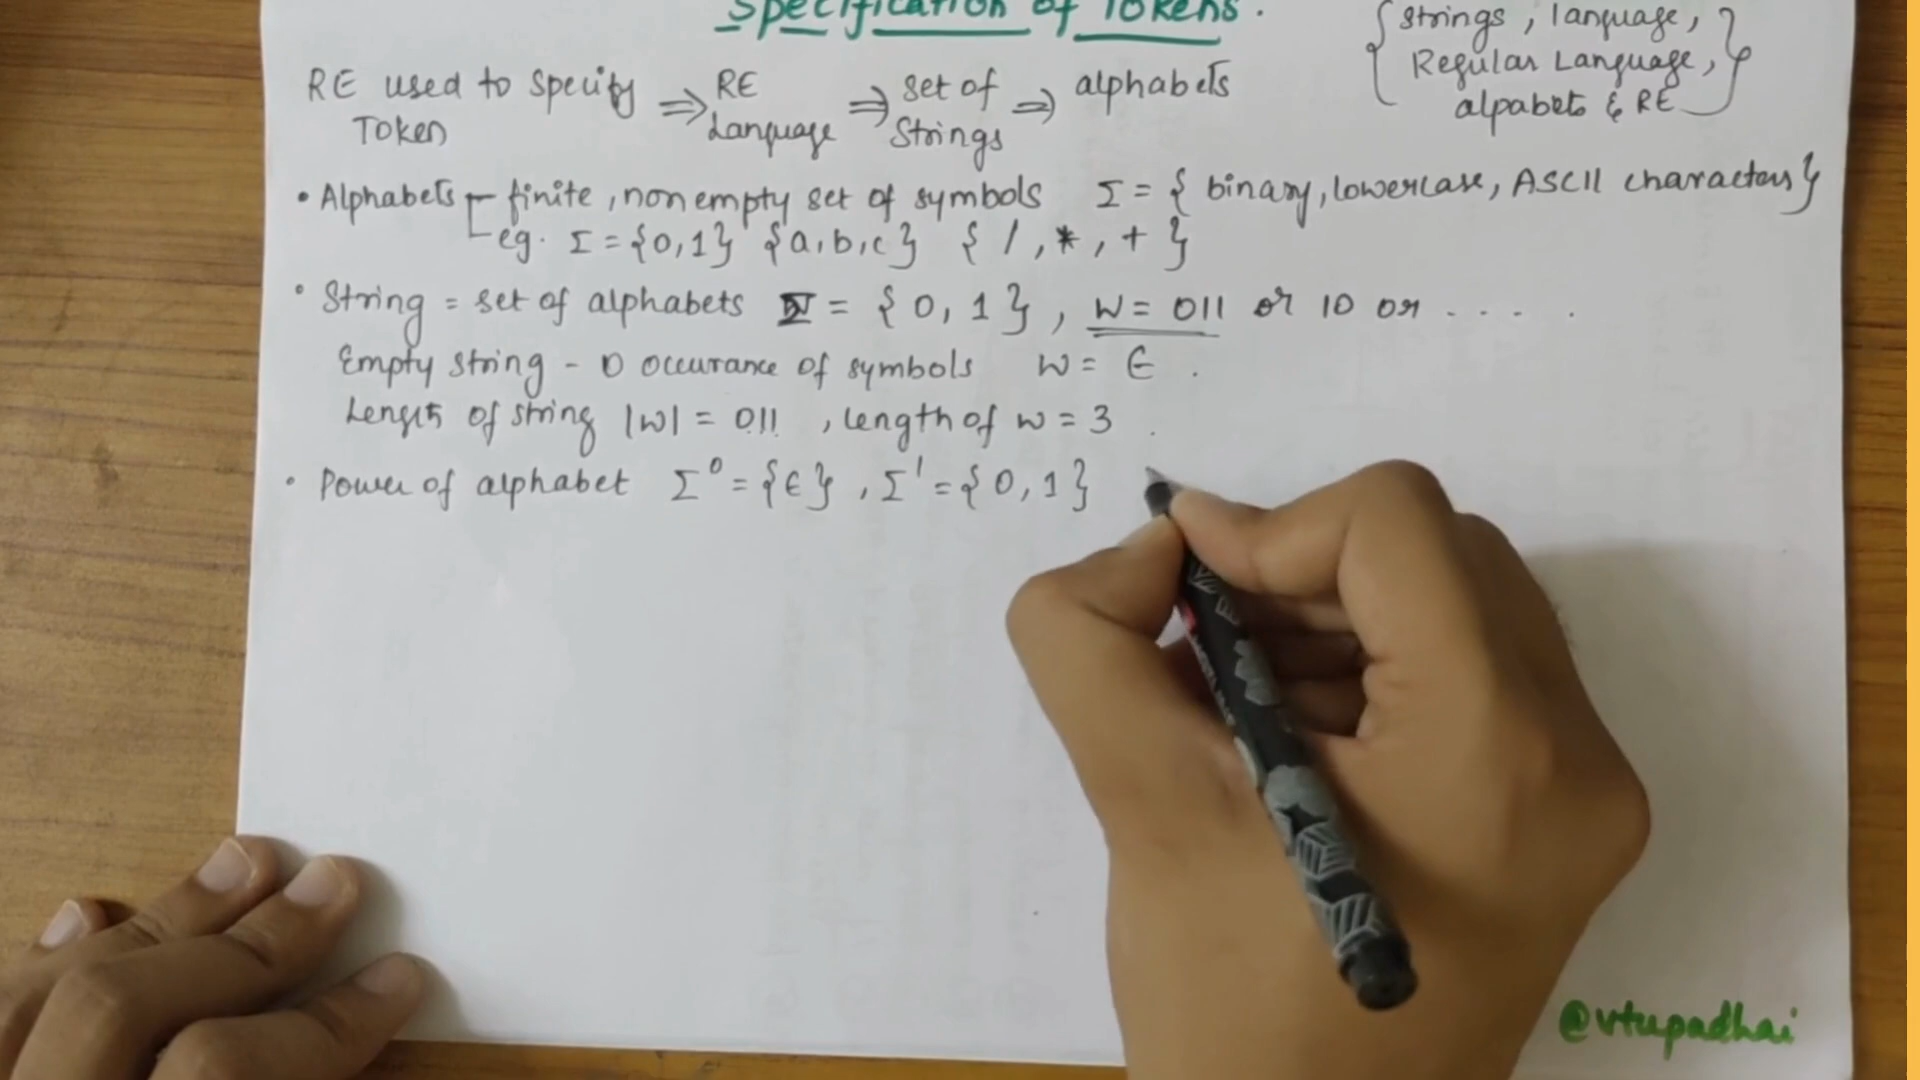 Specification of Tokens.
{ strings, language,
Regular Language,
alpabets & RE }
RE used to specify Token ⇒ RE Language ⇒ set of Strings ⇒ alphabets
• Alphabets - finite, non empty set of symbols Σ = { binary, lowercase, ASCII characters }
eg. Σ = {0,1} {a,b,c} { /, *, + }
• String = set of alphabets Σ = { 0, 1 }, w = 011 or 10 or . . . . .
Empty string - 0 occurance of symbols w = ϵ .
Length of string |w| = 011 , length of w = 3 .
• Power of alphabet Σ⁰ = {ϵ} , Σ¹ = { 0, 1 }
@vtupadhai